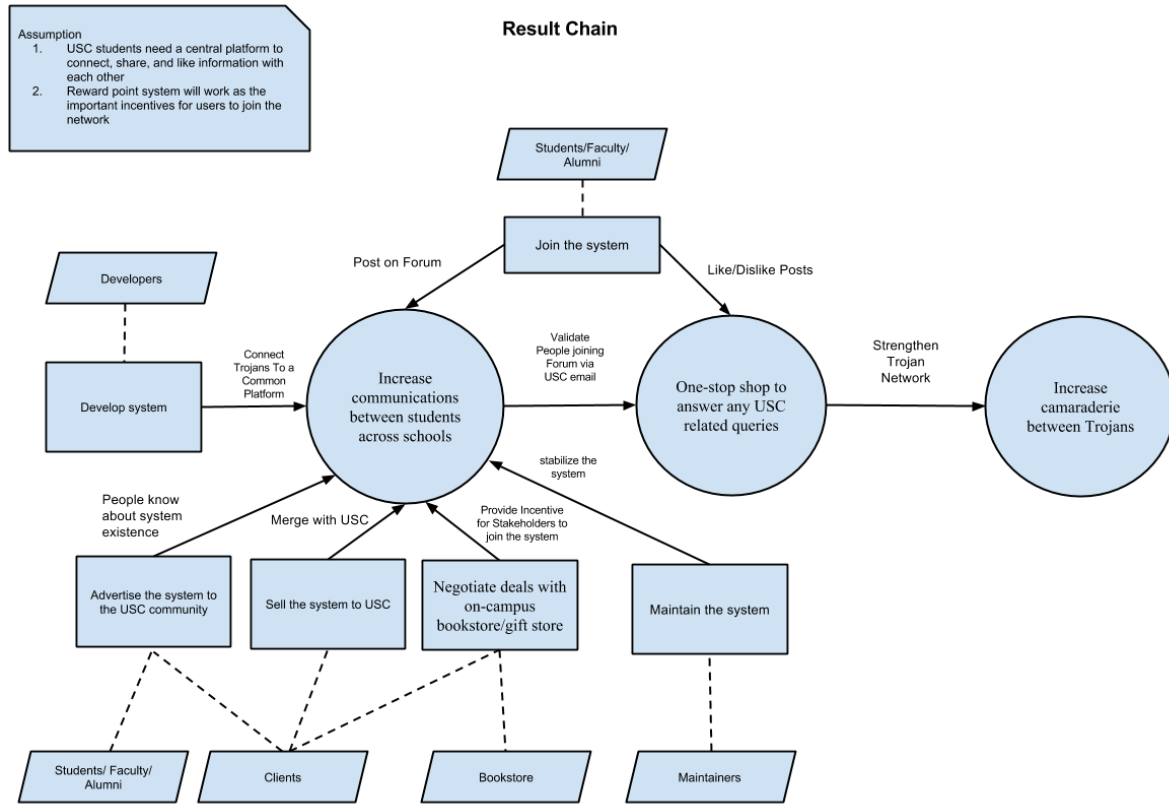 Result Chain
Assumption
1. USC students need a central platform to
connect, share, and like information with
each other
2. Reward point system will work as the
important incentives for users to join the
network
Students/Faculty/
Alumni
Join the system
Post on Forum
Like/Dislike Posts
Developers
Develop system
Connect
Trojans To a
Common
Platform
Increase
communications
between students
across schools
Validate
People joining
Forum via
USC email
One-stop shop to
answer any USC
related queries
Strengthen
Trojan
Network
Increase
camaraderie
between Trojans
People know
about system
existence
Merge with USC
Provide Incentive
for Stakeholders to
join the system
stabilize the
system
Advertise the system to
the USC community
Sell the system to USC
Negotiate deals with
on-campus
bookstore/gift store
Maintain the system
Students/ Faculty/
Alumni
Clients
Bookstore
Maintainers